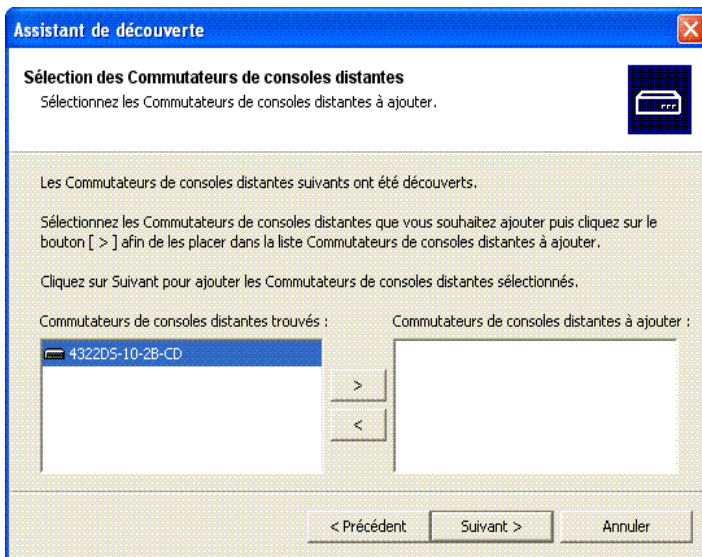 Assistant de découverte
Sélection des Commutateurs de consoles distantes
Sélectionnez les Commutateurs de consoles distantes à ajouter.
Les Commutateurs de consoles distantes suivants ont été découverts.
Sélectionnez les Commutateurs de consoles distantes que vous souhaitez ajouter puis cliquez sur le
bouton [ > ] afin de les placer dans la liste Commutateurs de consoles distantes à ajouter.
Cliquez sur Suivant pour ajouter les Commutateurs de consoles distantes sélectionnés.
Commutateurs de consoles distantes trouvés :
Commutateurs de consoles distantes à ajouter :
4322DS-10-2B-CD
>
<
< Précédent
Suivant >
Annuler